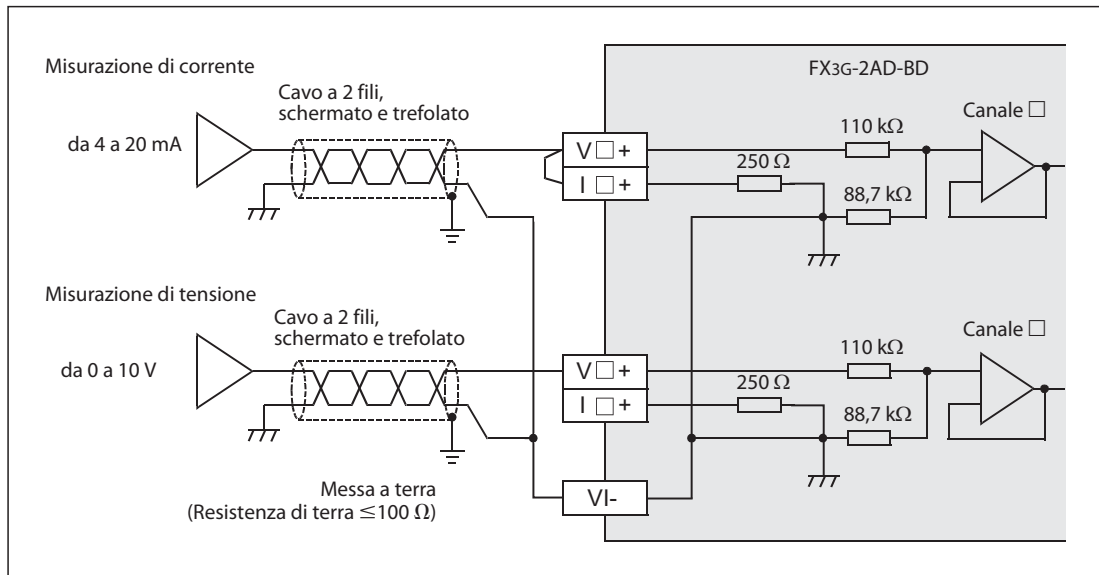 Misurazione di corrente
FX3G-2AD-BD
Cavo a 2 fili,
schermato e trefolato
Canale □
da 4 a 20 mA
110 kΩ
V □ +
250 Ω
I □ +
88,7 kΩ
Misurazione di tensione
Cavo a 2 fili,
schermato e trefolato
Canale □
da 0 a 10 V
110 kΩ
V □ +
250 Ω
I □ +
88,7 kΩ
Messa a terra
(Resistenza di terra ≤100 Ω)
VI-